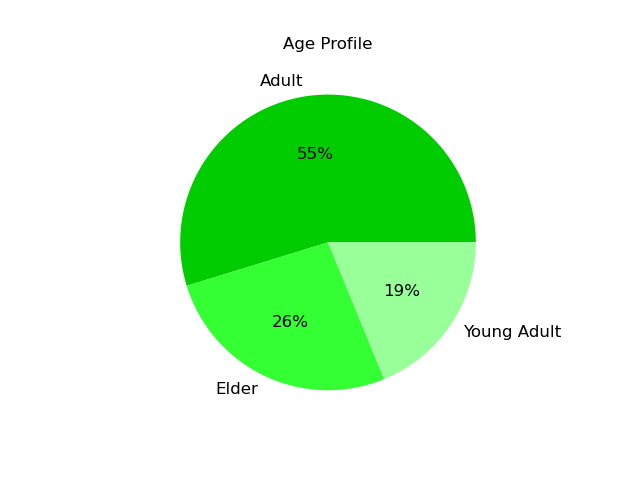 Age Profile
Adult
55%
19%
26%
Young Adult
Elder